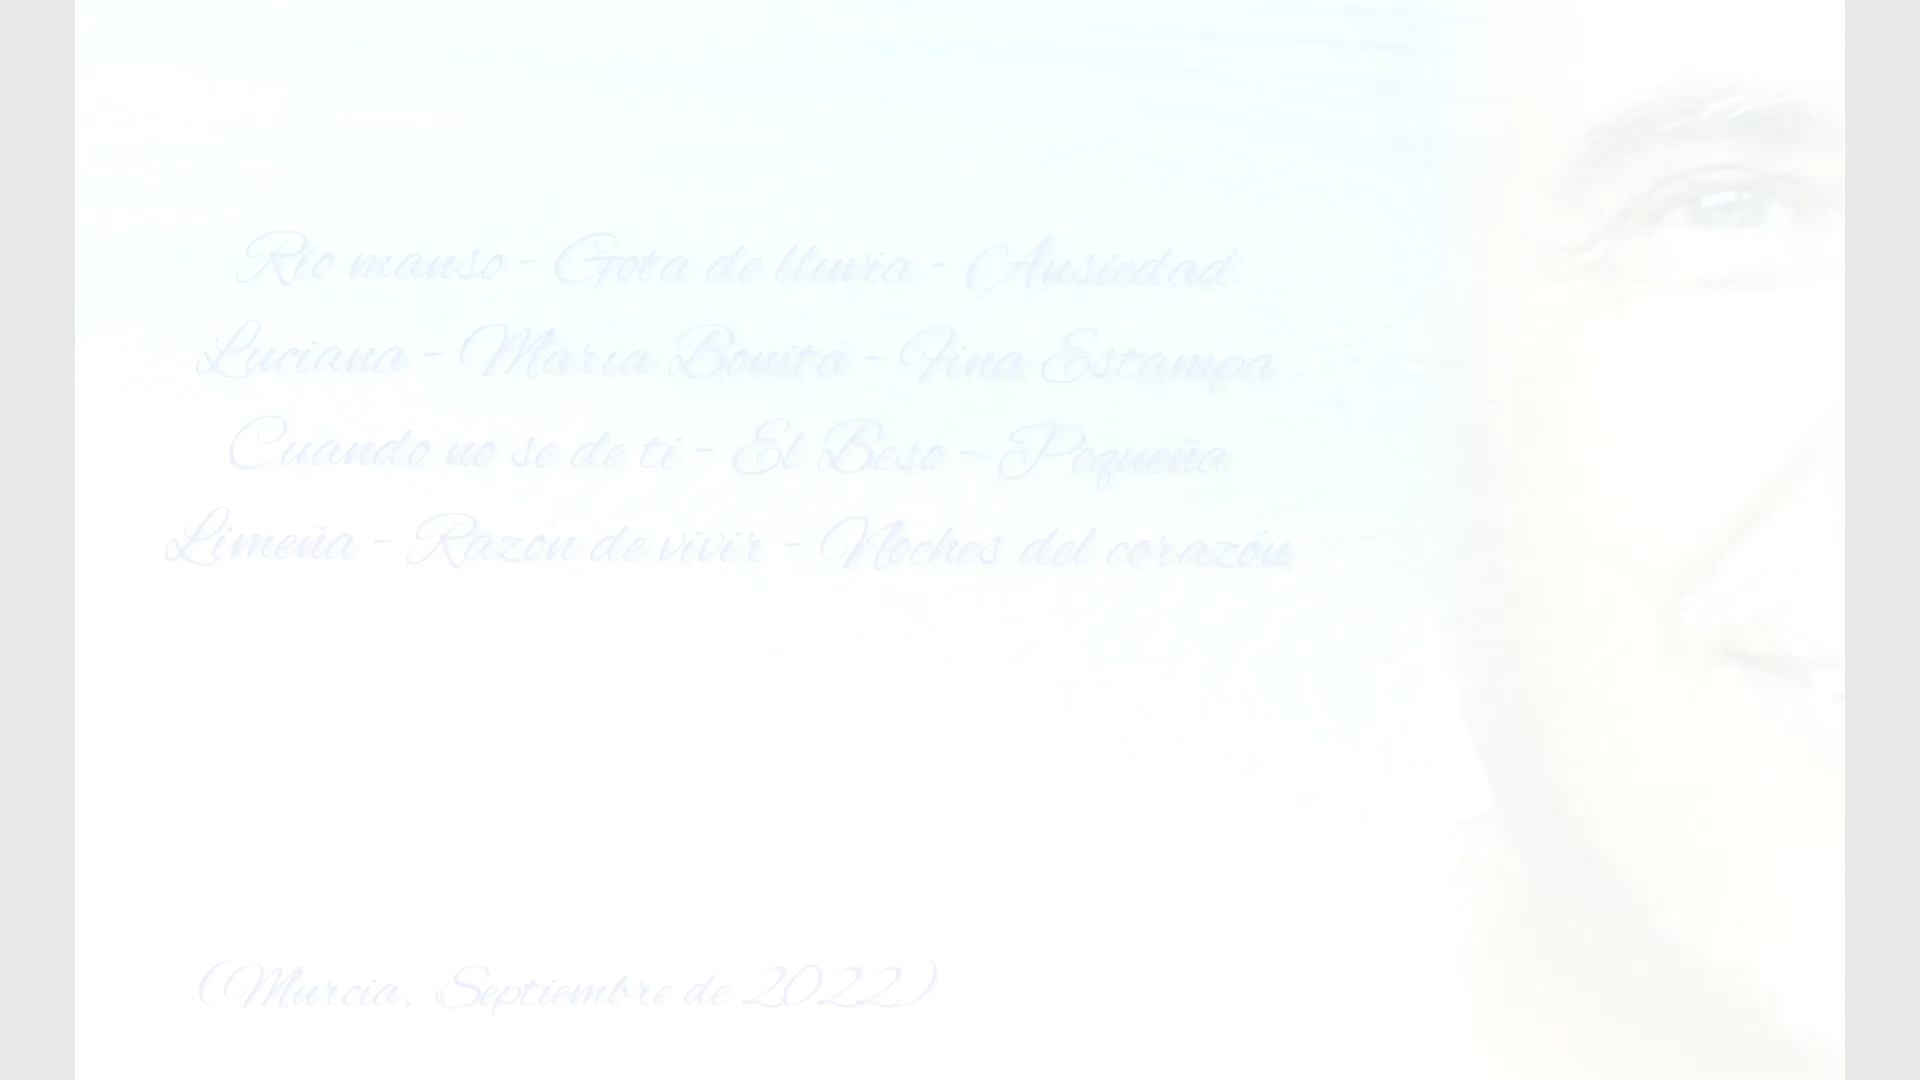 Río manso - Gota de lluvia - Ansiedad
Luciana - María Bonita - Fina Estampa
Cuando no se de ti - El Beso - Pequeña
Limeña - Razón de vivir - Noches del corazón
(Murcia, Septiembre de 2022)